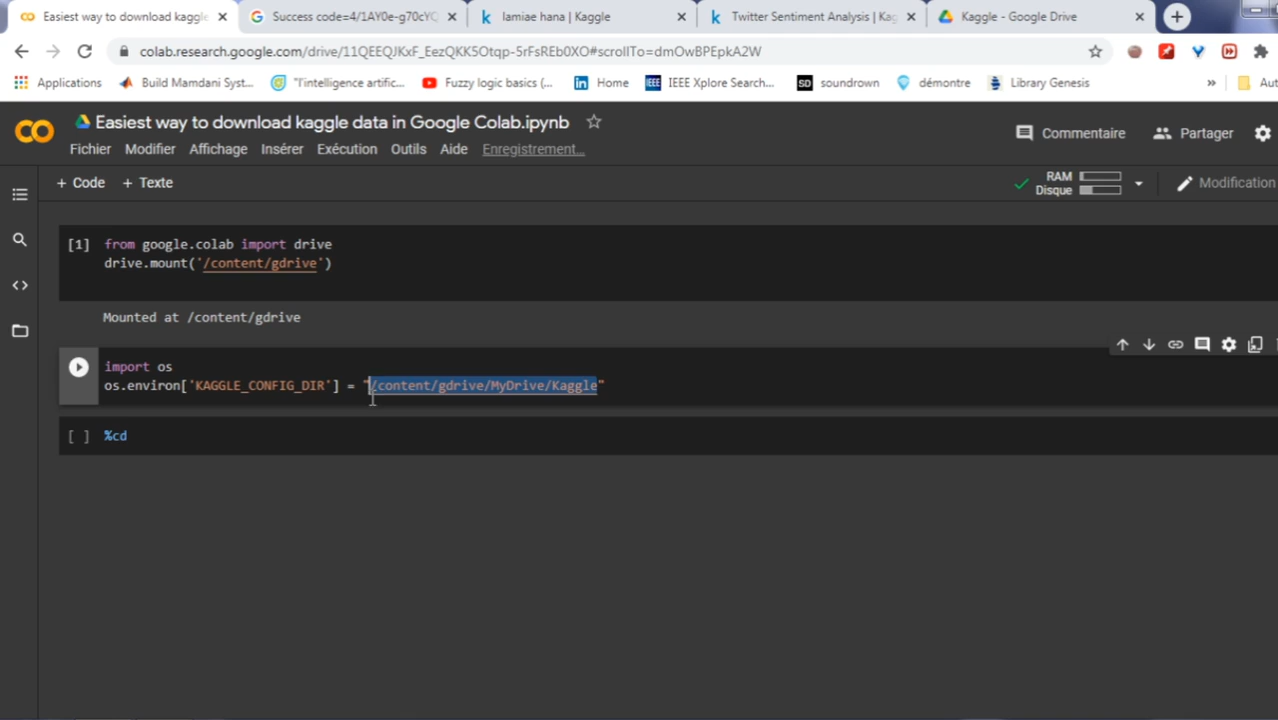 Easiest way to download kaggle
Success code=4/1AY0e-g70cYQ
lamiae hana | Kaggle
Twitter Sentiment Analysis | Kag
Kaggle - Google Drive
colab.research.google.com/drive/11QEEQJKxF_EezQKK5Otqp-5rFsREb0XO#scrollTo=dmOwBPEpkA2W
Applications
Build Mamdani Syst...
"l'intelligence artific...
Fuzzy logic basics (...
Home
IEEE Xplore Search...
soundrown
démontre
Library Genesis
»
Aut
Easiest way to download kaggle data in Google Colab.ipynb
Commentaire
Partager
Fichier Modifier Affichage Insérer Exécution Outils Aide Enregistrement...
+ Code + Texte
RAM
Disque
Modification
[1] from google.colab import drive
drive.mount('/content/gdrive')
Mounted at /content/gdrive
import os
os.environ['KAGGLE_CONFIG_DIR'] = "/content/gdrive/MyDrive/Kaggle"
[ ] %cd